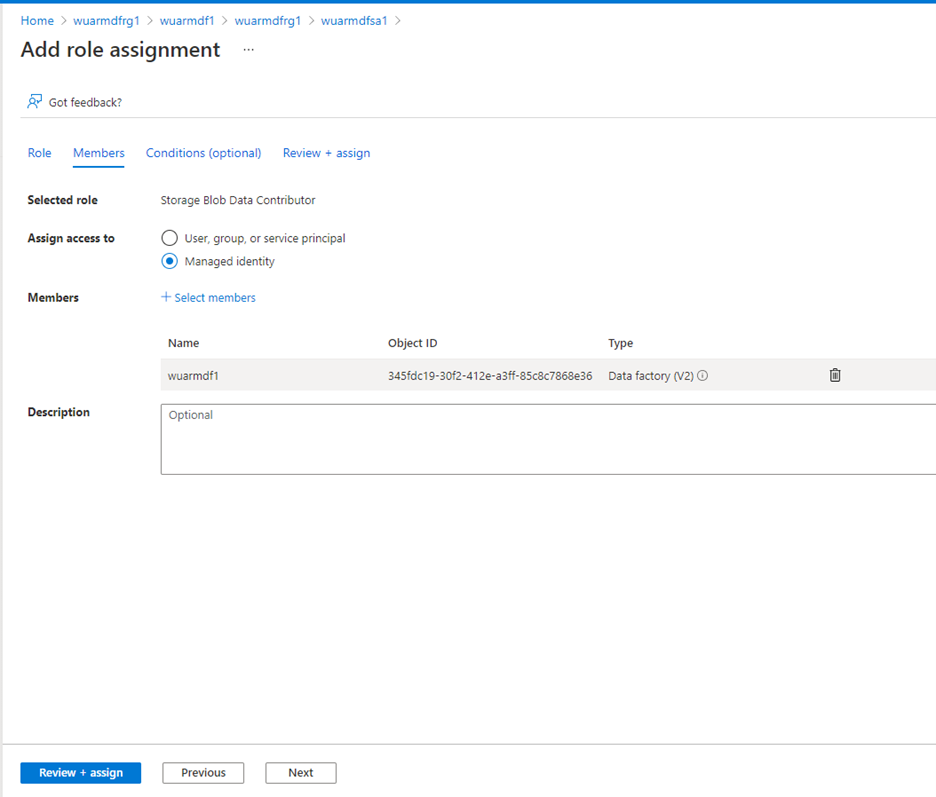 Home > wuarmdfrg1 > wuarmdf1 > wuarmdfrg1 > wuarmdfsa1 >
Add role assignment ...
Got feedback?
Role Members Conditions (optional) Review + assign
Selected role Storage Blob Data Contributor
Assign access to User, group, or service principal
Managed identity
Members + Select members
Name Object ID Type
wuarmdf1 345fdc19-30f2-412e-a3ff-85c8c7868e36 Data factory (V2)
Description Optional
Review + assign Previous Next